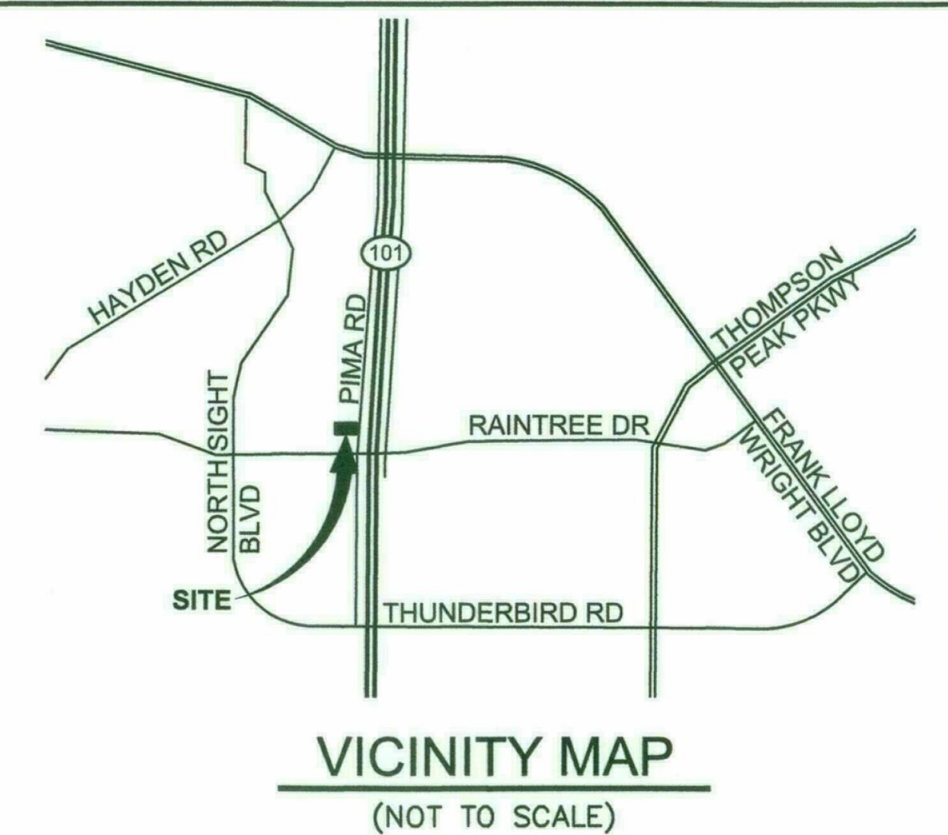 101
HAYDEN RD
PIMA RD
THOMPSON
PEAK PKWY
NORTH SIGHT
BLVD
RAINTREE DR
FRANK LLOYD
WRIGHT BLVD
SITE
THUNDERBIRD RD
VICINITY MAP
(NOT TO SCALE)